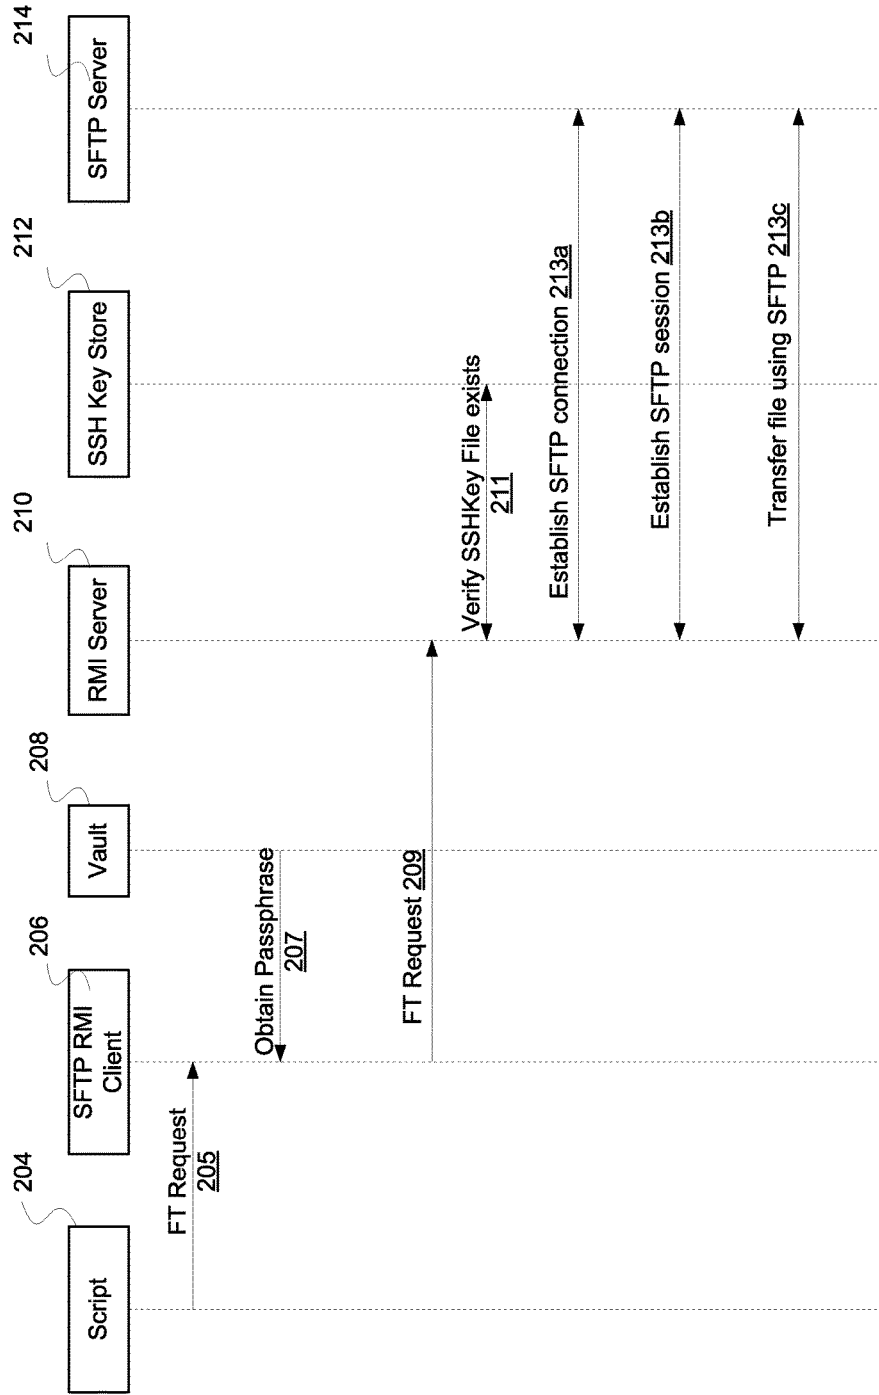 204
206
208
210
212
214
Script
SFTP RMI
Client
Vault
RMI Server
SSH Key Store
SFTP Server
FT Request
205
Obtain Passphrase
207
FT Request 209
Verify SSHKey File exists
211
Establish SFTP connection 213a
Establish SFTP session 213b
Transfer file using SFTP 213c